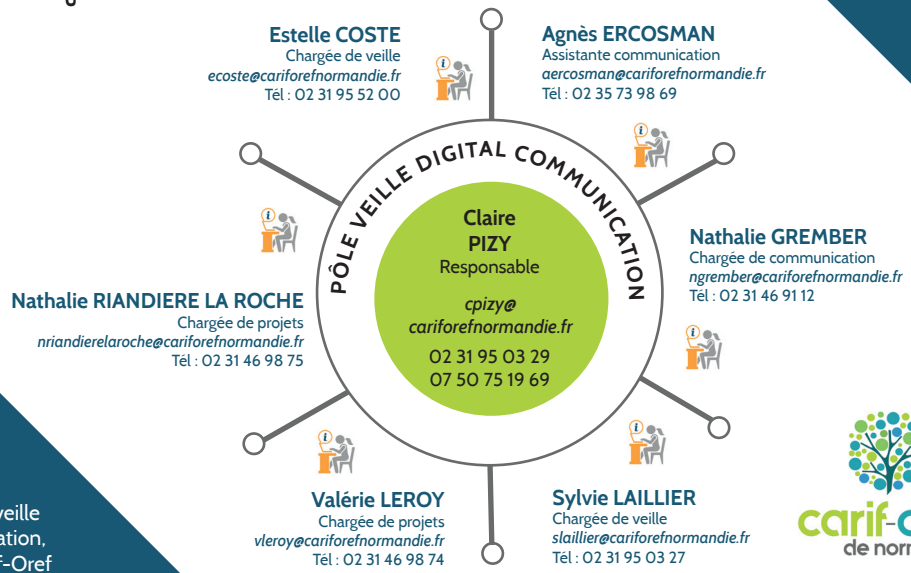 Estelle COSTE
Chargée de veille
ecoste@cariforefnormandie.fr
Tél : 02 31 95 52 00
Agnès ERCOSMAN
Assistante communication
aercosman@cariforefnormandie.fr
Tél : 02 35 73 98 69
PÔLE VEILLE DIGITAL COMMUNICATION
Claire
PIZY
Responsable
cpizy@
cariforefnormandie.fr
02 31 95 03 29
07 50 75 19 69
Nathalie GREMBER
Chargée de communication
ngrember@cariforefnormandie.fr
Tél : 02 31 46 91 12
Nathalie RIANDIERE LA ROCHE
Chargée de projets
nriandierelaroche@cariforefnormandie.fr
Tél : 02 31 46 98 75
Valérie LEROY
Chargée de projets
vleroy@cariforefnormandie.fr
Tél : 02 31 46 98 74
Sylvie LAILLIER
Chargée de veille
slaillier@cariforefnormandie.fr
Tél : 02 31 95 03 27
carif-
de norm
eille
ation,
f-Oref